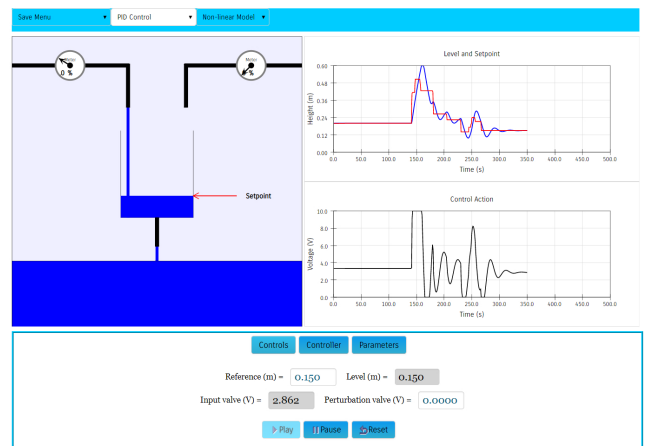 Save Menu ▾ PID Control ▾ Non-linear Model ▾
Meter
0 %
Meter
%
Setpoint
Level and Setpoint
Height (m)
0.60
0.48
0.36
0.24
0.12
0.00
0.0 50.0 100.0 150.0 200.0 250.0 300.0 350.0 400.0 450.0 500.0
Time (s)
Control Action
Voltage (V)
10.0
8.0
6.0
4.0
2.0
0.0
0.0 50.0 100.0 150.0 200.0 250.0 300.0 350.0 400.0 450.0 500.0
Time (s)
Controls Controller Parameters
Reference (m) = 0.150 Level (m) = 0.150
Input valve (V) = 2.862 Perturbation valve (V) = 0.0000
Play Pause Reset